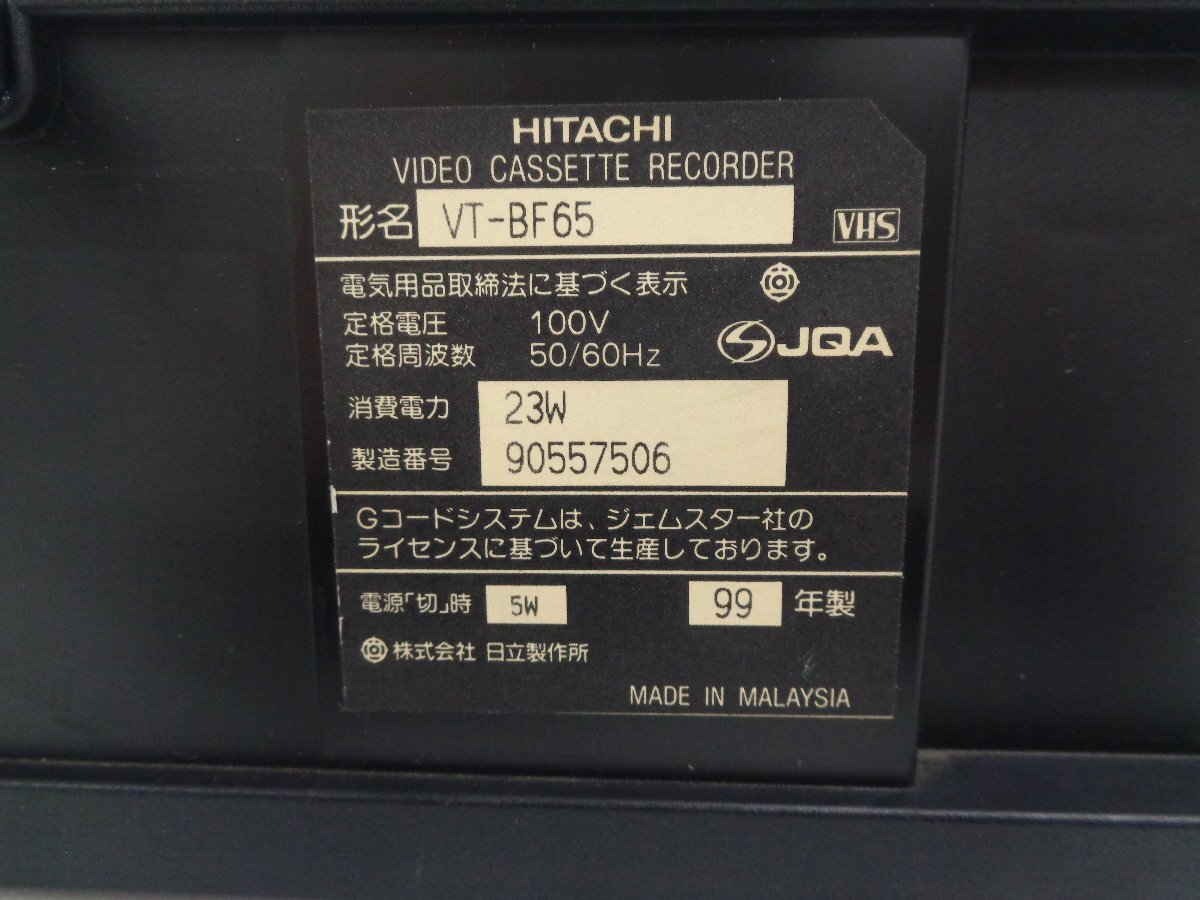 HITACHI
VIDEO CASSETTE RECORDER
形名 VT-BF65 VHS
電気用品取締法に基づく表示
定格電圧 100V
定格周波数 50/60Hz
JQA
消費電力 23W
製造番号 90557506
Gコードシステムは、ジェムスター社の
ライセンスに基づいて生産しております。
電源「切」時 5W 99 年製
株式会社 日立製作所
MADE IN MALAYSIA